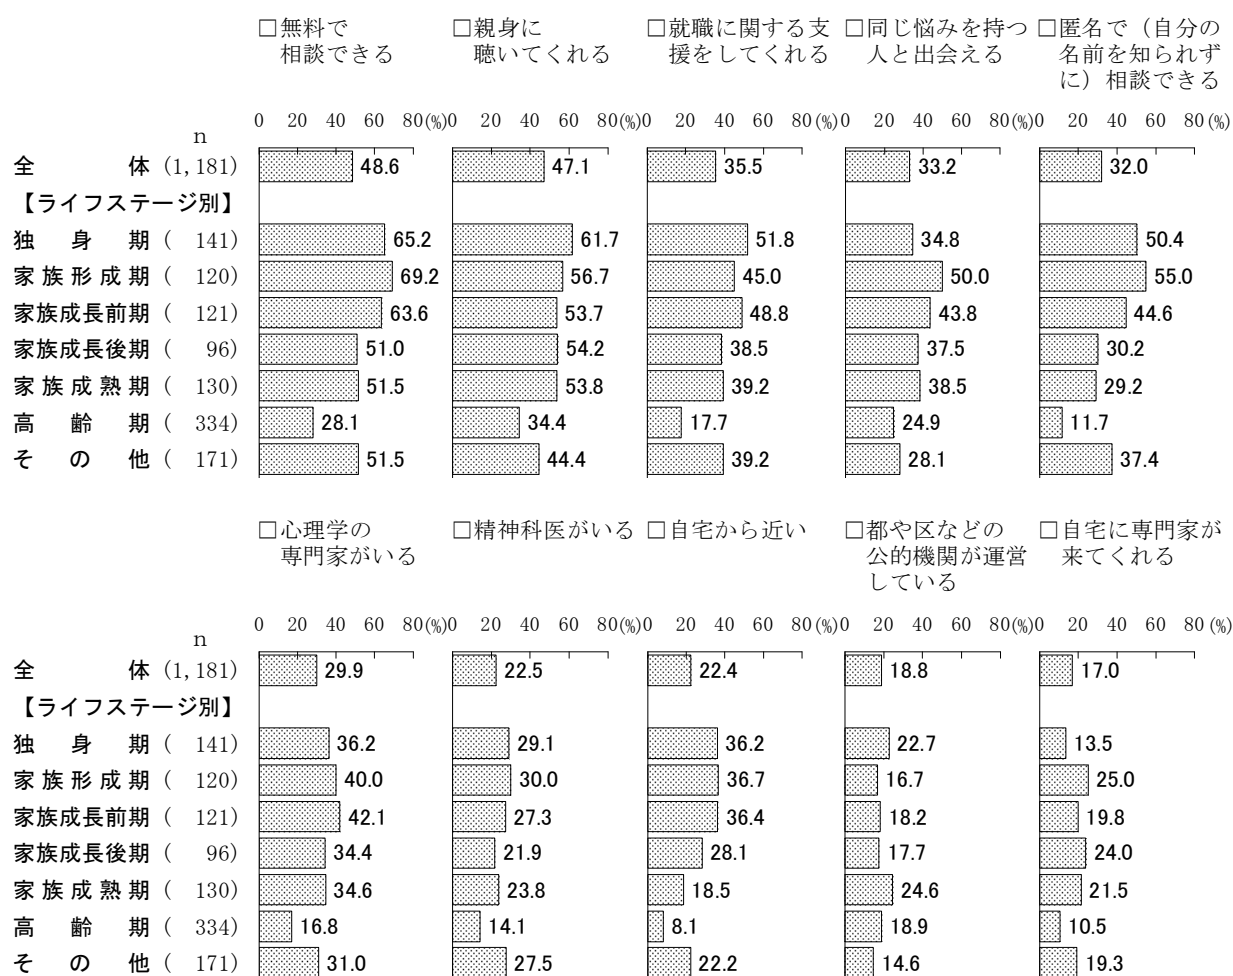 □無料で □親身に □就職に関する支 □同じ悩みを持つ □匿名で（自分の
相談できる 聴いてくれる 援をしてくれる 人と出会える 名前を知られず
に）相談できる
n 0 20 40 60 80(%) 0 20 40 60 80(%) 0 20 40 60 80(%) 0 20 40 60 80(%) 0 20 40 60 80(%)
全体 (1,181) 48.6 47.1 35.5 33.2 32.0
【ライフステージ別】
独身期 ( 141) 65.2 61.7 51.8 34.8 50.4
家族形成期 ( 120) 69.2 56.7 45.0 50.0 55.0
家族成長前期 ( 121) 63.6 53.7 48.8 43.8 44.6
家族成長後期 ( 96) 51.0 54.2 38.5 37.5 30.2
家族成熟期 ( 130) 51.5 53.8 39.2 38.5 29.2
高齢期 ( 334) 28.1 34.4 17.7 24.9 11.7
その他 ( 171) 51.5 44.4 39.2 28.1 37.4
□心理学の □精神科医がいる □自宅から近い □都や区などの □自宅に専門家が
専門家がいる 公的機関が運営 来てくれる
している
n 0 20 40 60 80(%) 0 20 40 60 80(%) 0 20 40 60 80(%) 0 20 40 60 80(%) 0 20 40 60 80(%)
全体 (1,181) 29.9 22.5 22.4 18.8 17.0
【ライフステージ別】
独身期 ( 141) 36.2 29.1 36.2 22.7 13.5
家族形成期 ( 120) 40.0 30.0 36.7 16.7 25.0
家族成長前期 ( 121) 42.1 27.3 36.4 18.2 19.8
家族成長後期 ( 96) 34.4 21.9 28.1 17.7 24.0
家族成熟期 ( 130) 34.6 23.8 18.5 24.6 21.5
高齢期 ( 334) 16.8 14.1 8.1 18.9 10.5
その他 ( 171) 31.0 27.5 22.2 14.6 19.3